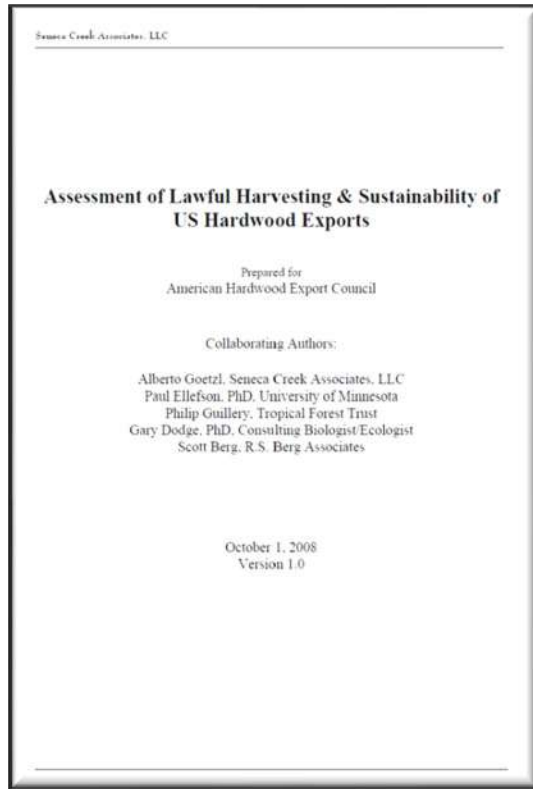 Seneca Creek Associates, LLC
Assessment of Lawful Harvesting & Sustainability of
US Hardwood Exports
Prepared for
American Hardwood Export Council
Collaborating Authors:
Alberto Goetzl, Seneca Creek Associates, LLC
Paul Ellefson, PhD, University of Minnesota
Philip Guillery, Tropical Forest Trust
Gary Dodge, PhD, Consulting Biologist/Ecologist
Scott Berg, R.S. Berg Associates
October 1, 2008
Version 1.0